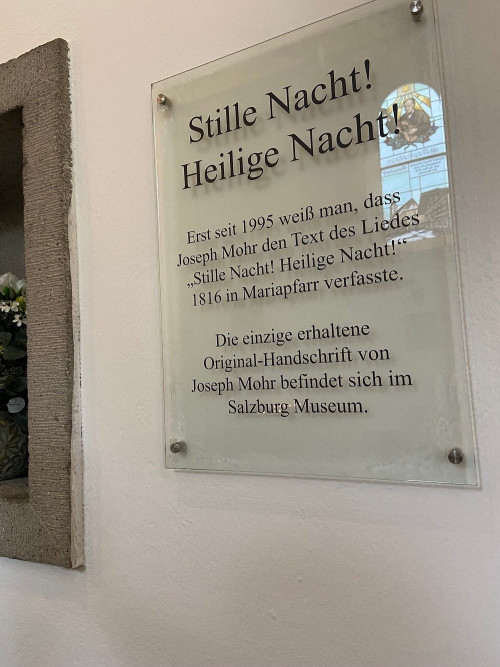 Stille Nacht!
Heilige Nacht!
Erst seit 1995 weiß man, dass
Joseph Mohr den Text des Liedes
„Stille Nacht! Heilige Nacht!“
1816 in Mariapfarr verfasste.
Die einzige erhaltene
Original-Handschrift von
Joseph Mohr befindet sich im
Salzburg Museum.